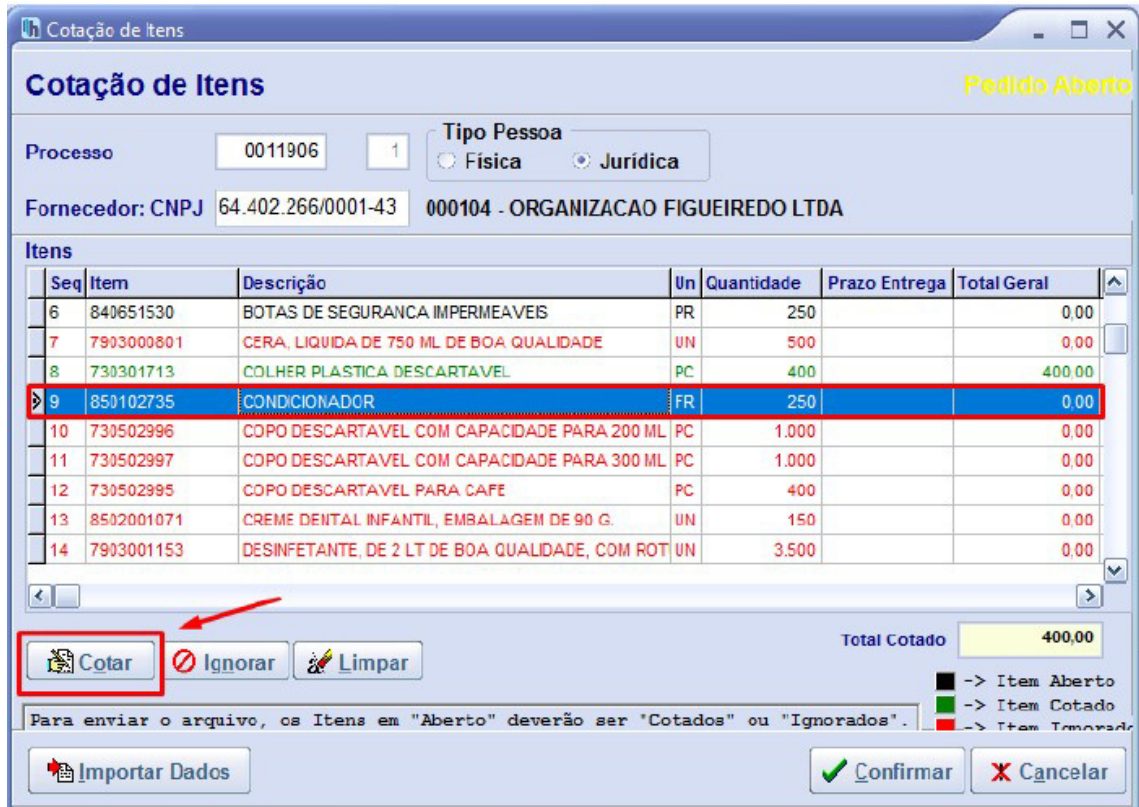 Cotação de Itens
Cotação de Itens
Pedido Aberto
Processo 0011906 1
Tipo Pessoa
Física Jurídica
Fornecedor: CNPJ 64.402.266/0001-43 000104 - ORGANIZACAO FIGUEIREDO LTDA
Itens
Seq Item Descrição Un Quantidade Prazo Entrega Total Geral
6 840651530 BOTAS DE SEGURANCA IMPERMEAVEIS PR 250 0,00
7 7903000801 CERA, LIQUIDA DE 750 ML DE BOA QUALIDADE UN 500 0,00
8 730301713 COLHER PLASTICA DESCARTAVEL PC 400 400,00
9 850102735 CONDICIONADOR FR 250 0,00
10 730502996 COPO DESCARTAVEL COM CAPACIDADE PARA 200 ML PC 1.000 0,00
11 730502997 COPO DESCARTAVEL COM CAPACIDADE PARA 300 ML PC 1.000 0,00
12 730502995 COPO DESCARTAVEL PARA CAFE PC 400 0,00
13 8502001071 CREME DENTAL INFANTIL, EMBALAGEM DE 90 G. UN 150 0,00
14 7903001153 DESINFETANTE, DE 2 LT DE BOA QUALIDADE, COM ROT UN 3.500 0,00
Total Cotado 400,00
Cotar Ignorar Limpar
-> Item Aberto
-> Item Cotado
-> Item Ignorado
Para enviar o arquivo, os Itens em "Aberto" deverão ser "Cotados" ou "Ignorados".
Importar Dados Confirmar Cancelar